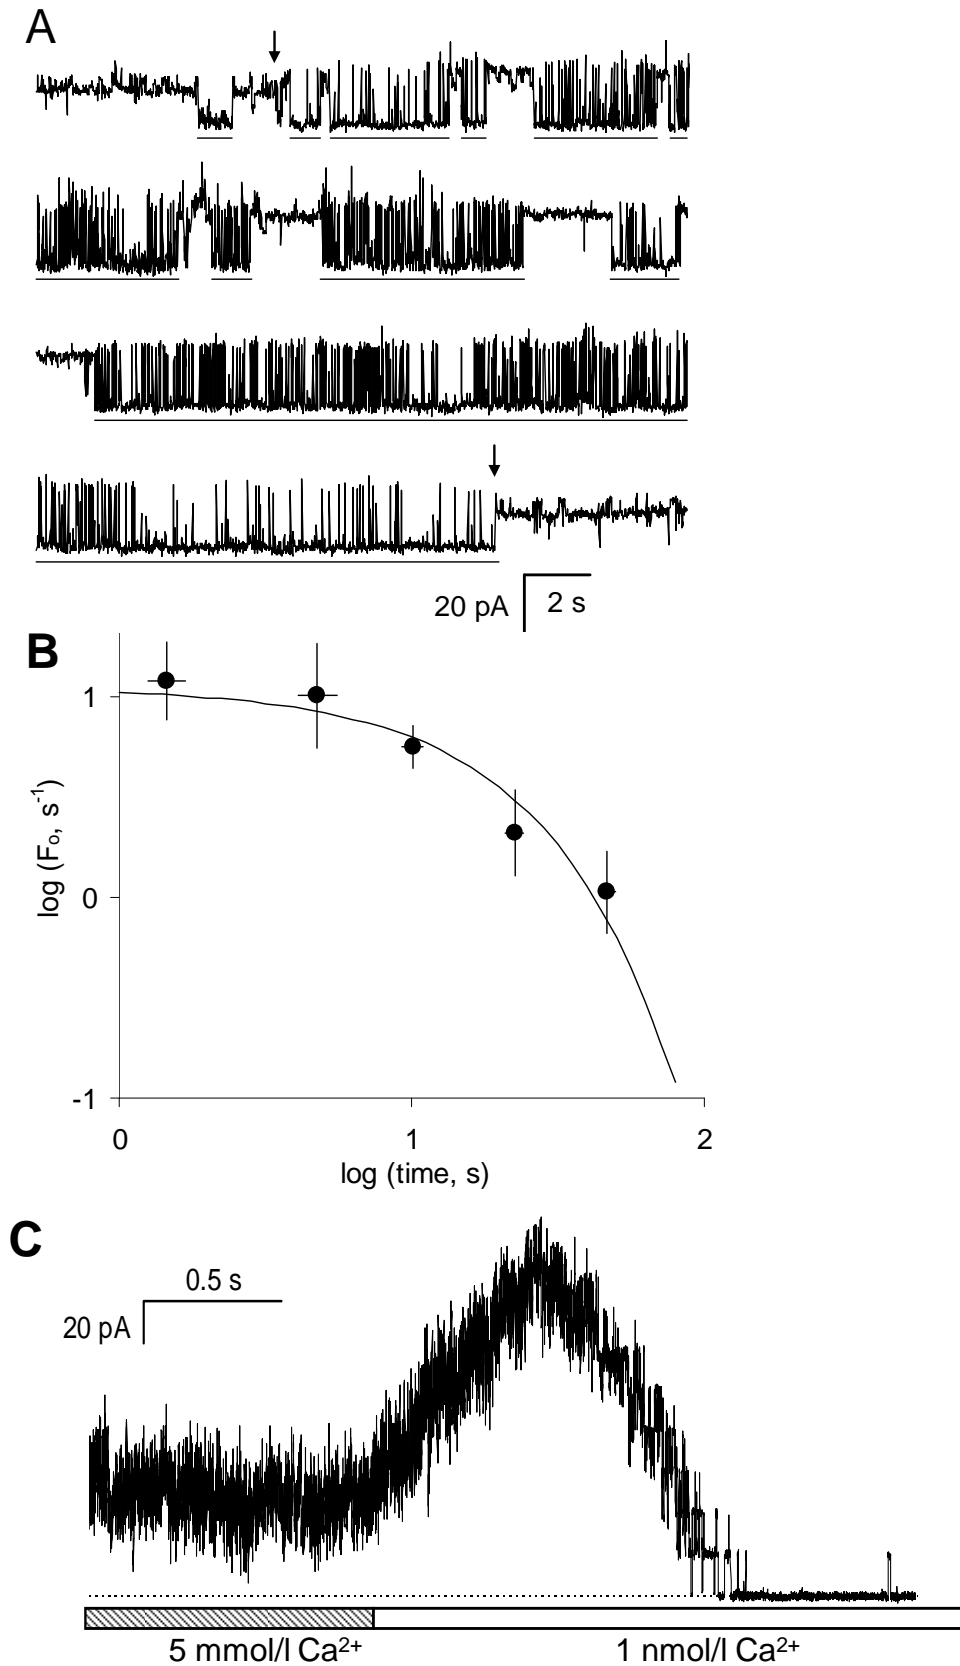 A
20 pA
2 s
B
1
0
-1
log (Fₒ, s⁻¹)
0
1
2
log (time, s)
C
0.5 s
20 pA
5 mmol/l Ca²⁺
1 nmol/l Ca²⁺